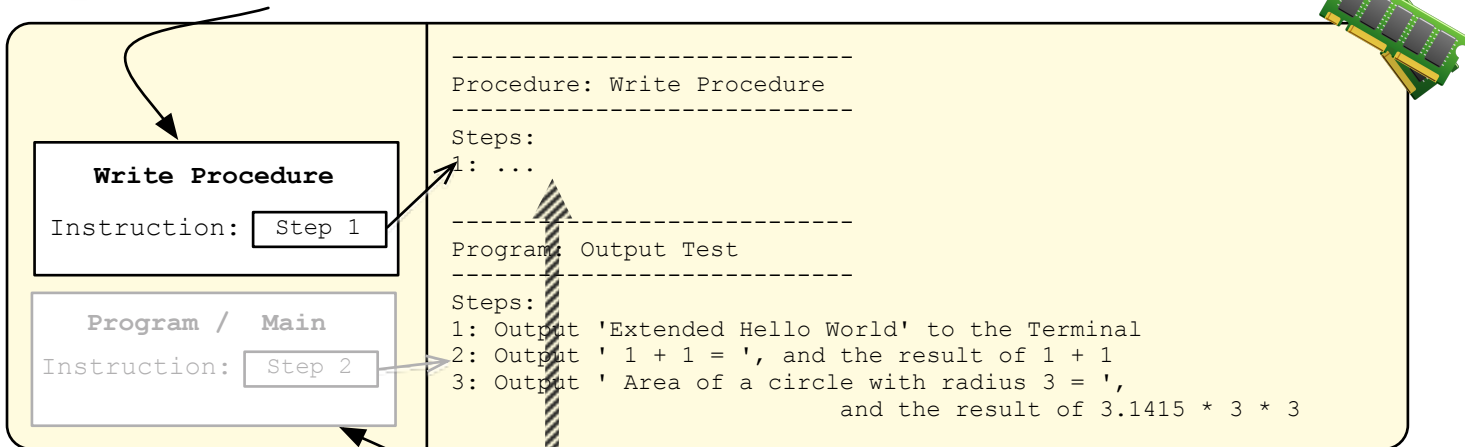 Write Procedure
Instruction: Step 1
Program / Main
Instruction: Step 2
----------------------------
Procedure: Write Procedure
----------------------------
Steps:
1: ...
----------------------------
Program: Output Test
----------------------------
Steps:
1: Output 'Extended Hello World' to the Terminal
2: Output ' 1 + 1 = ', and the result of 1 + 1
3: Output ' Area of a circle with radius 3 = ',
and the result of 3.1415 * 3 * 3